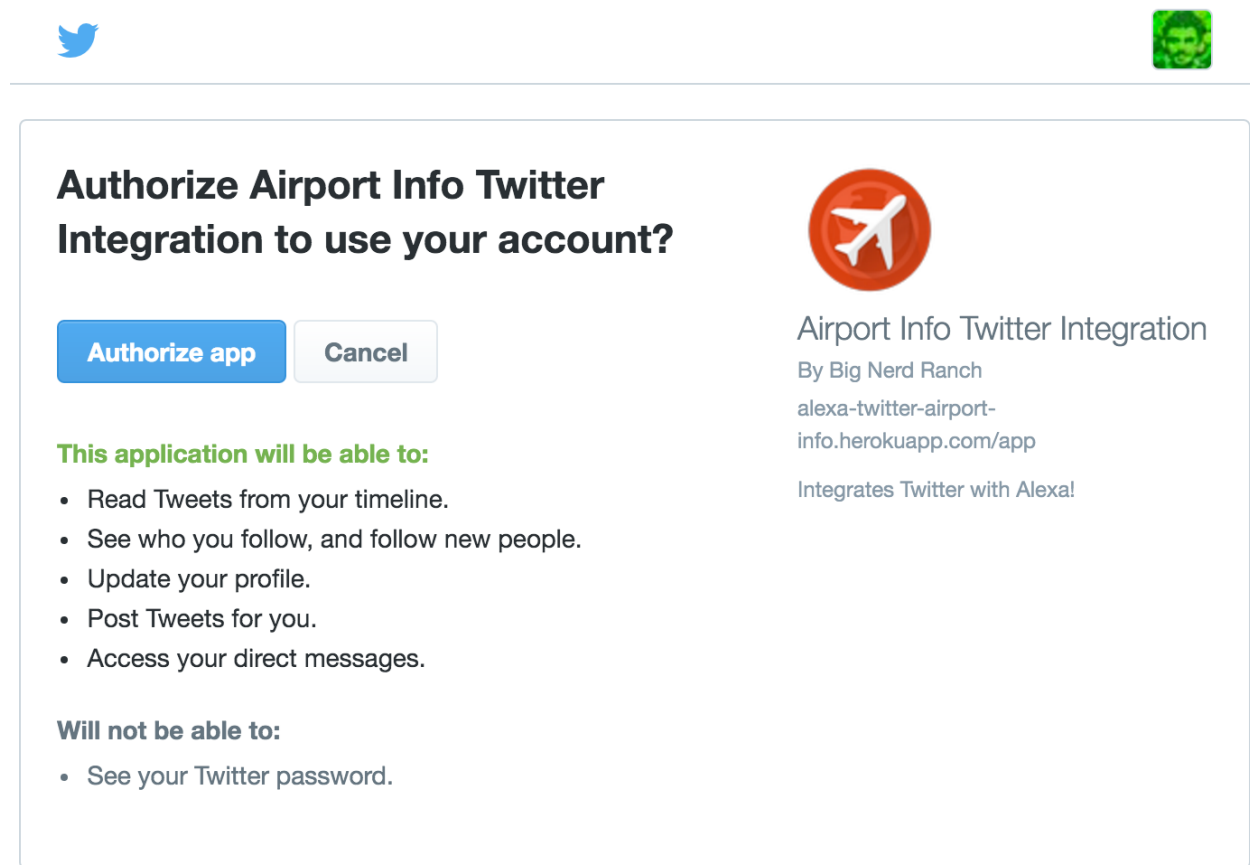 Authorize Airport Info Twitter
Integration to use your account?
Authorize app
Cancel
This application will be able to:
• Read Tweets from your timeline.
• See who you follow, and follow new people.
• Update your profile.
• Post Tweets for you.
• Access your direct messages.
Will not be able to:
• See your Twitter password.
Airport Info Twitter Integration
By Big Nerd Ranch
alexa-twitter-airport-
info.herokuapp.com/app
Integrates Twitter with Alexa!